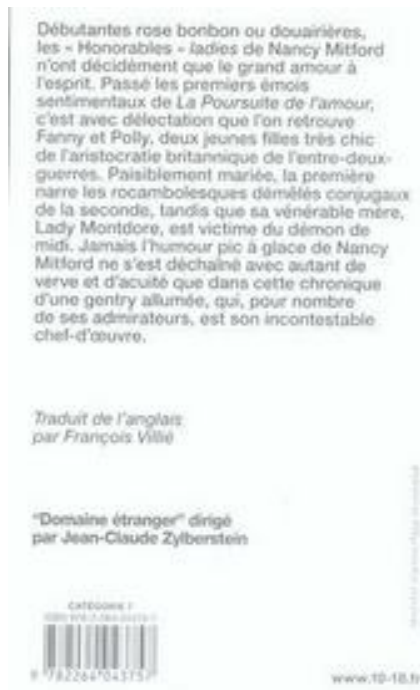 Débutantes rose bonbon ou douairières,
les « Honorables » ladies de Nancy Mitford
n'ont décidément que le grand amour à
l'esprit. Passé les premiers émois
sentimentaux de La Poursuite de l'amour,
c'est avec délectation que l'on retrouve
Fanny et Polly, deux jeunes filles très chic
de l'aristocratie britannique de l'entre-deux-
guerres. Paisiblement mariée, la première
narre les rocambolesques démêlés conjugaux
de la seconde, tandis que sa vénérable mère,
Lady Montdore, est victime du démon de
midi. Jamais l'humour pic à glace de Nancy
Mitford ne s'est déchaîné avec autant de
verve et d'acuité que dans cette chronique
d'une gentry allumée, qui, pour nombre
de ses admirateurs, est son incontestable
chef-d'œuvre.
Traduit de l'anglais
par François Villié
"Domaine étranger" dirigé
par Jean-Claude Zylberstein
CATÉGORIE 7
9 782264 043757
www.10-18.fr